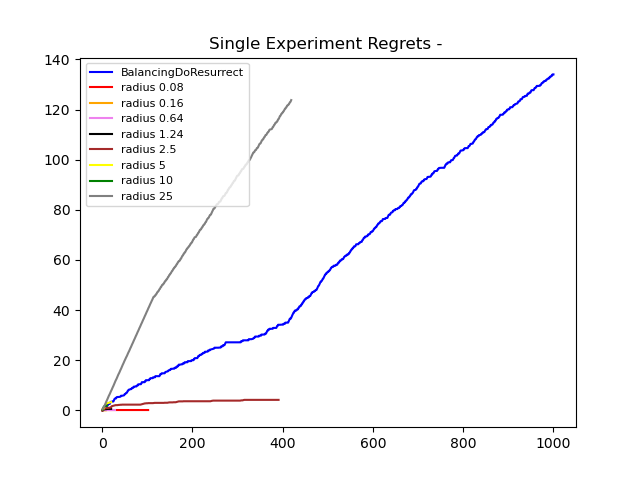 Single Experiment Regrets -
140
120
100
80
60
40
20
0
BalancingDoResurrect
radius 0.08
radius 0.16
radius 0.64
radius 1.24
radius 2.5
radius 5
radius 10
radius 25
0 200 400 600 800 1000